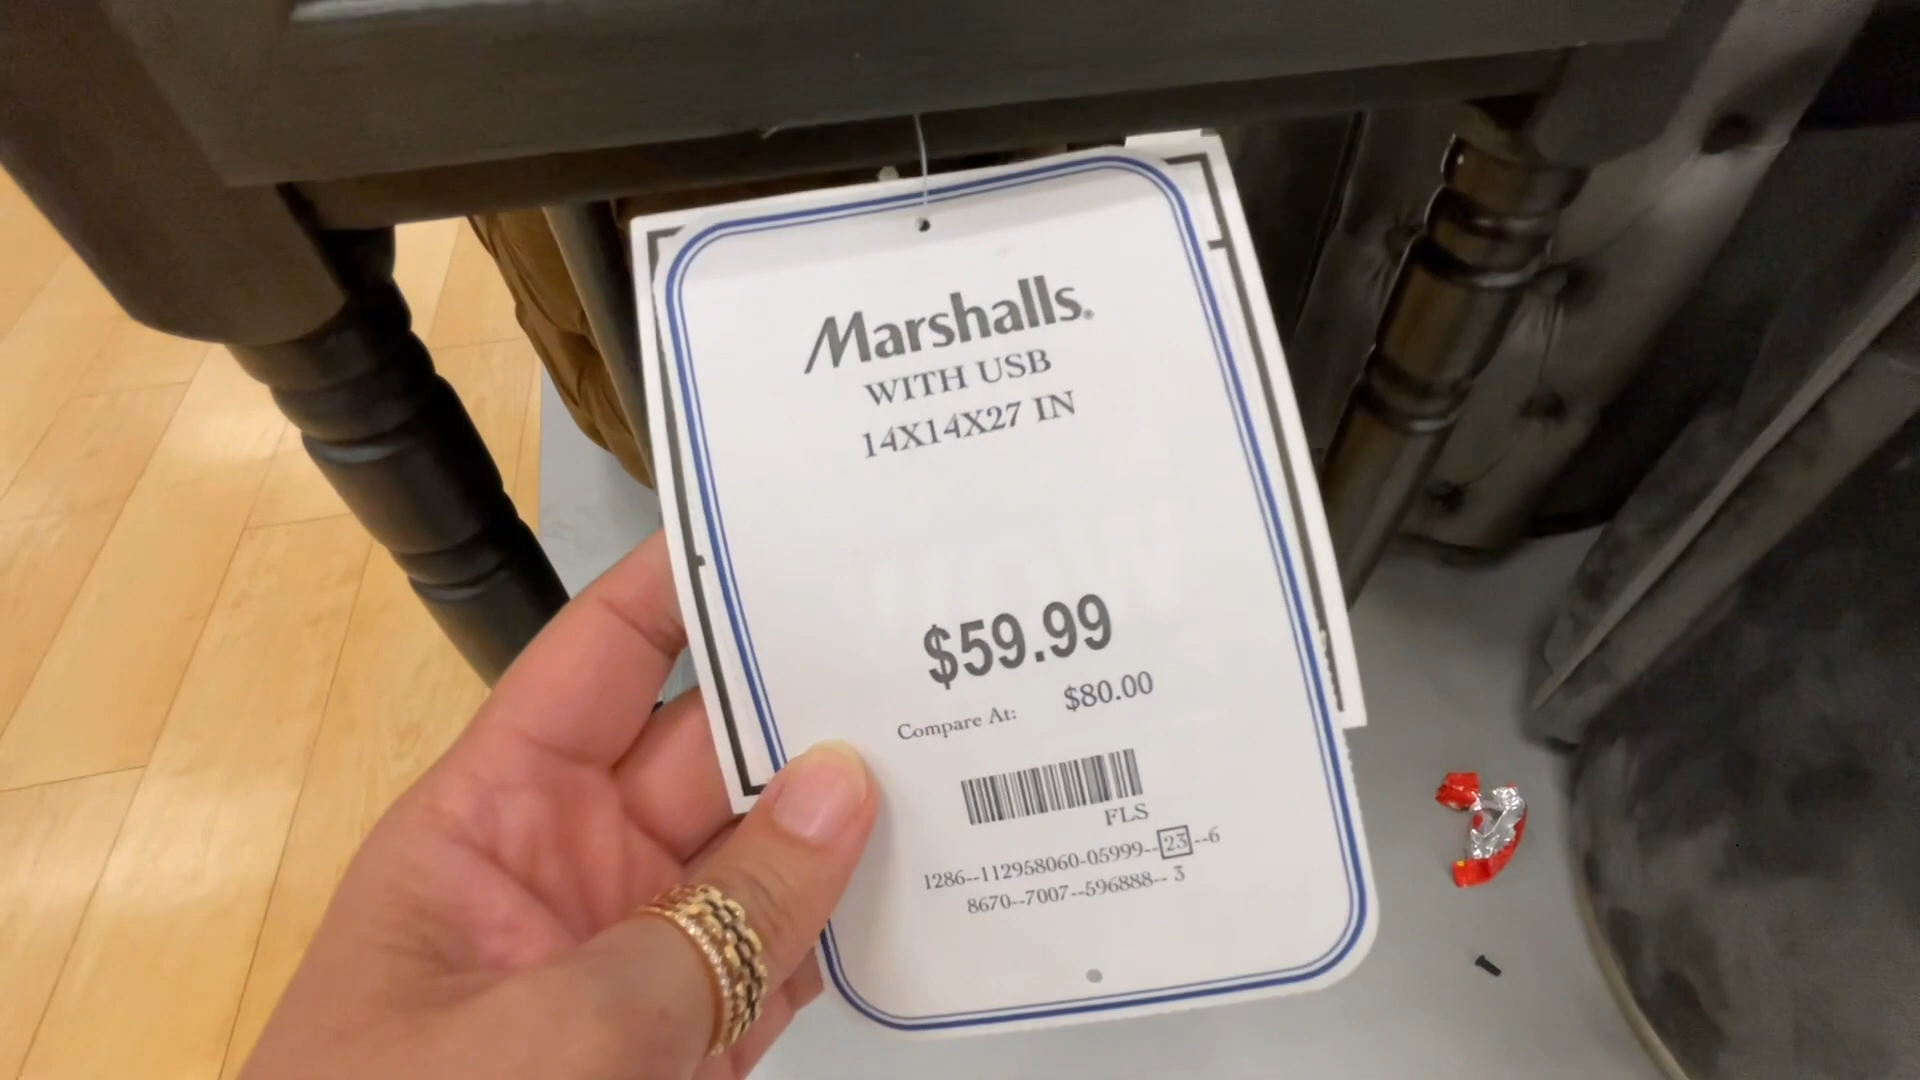 Marshalls.
WITH USB
14X14X27 IN
$59.99
Compare At: $80.00
FLS
1286--112958060-05999--23--6
8670--7007--596888-- 3